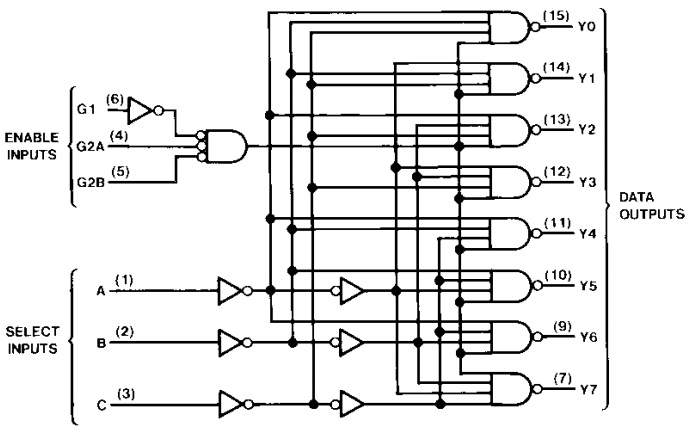 (15) Y0
(14) Y1
G1 (6)
(13) Y2
ENABLE
INPUTS
G2A (4)
G2B (5)
(12) Y3
DATA
OUTPUTS
(11) Y4
A (1)
(10) Y5
SELECT
INPUTS
B (2)
(9) Y6
C (3)
(7) Y7